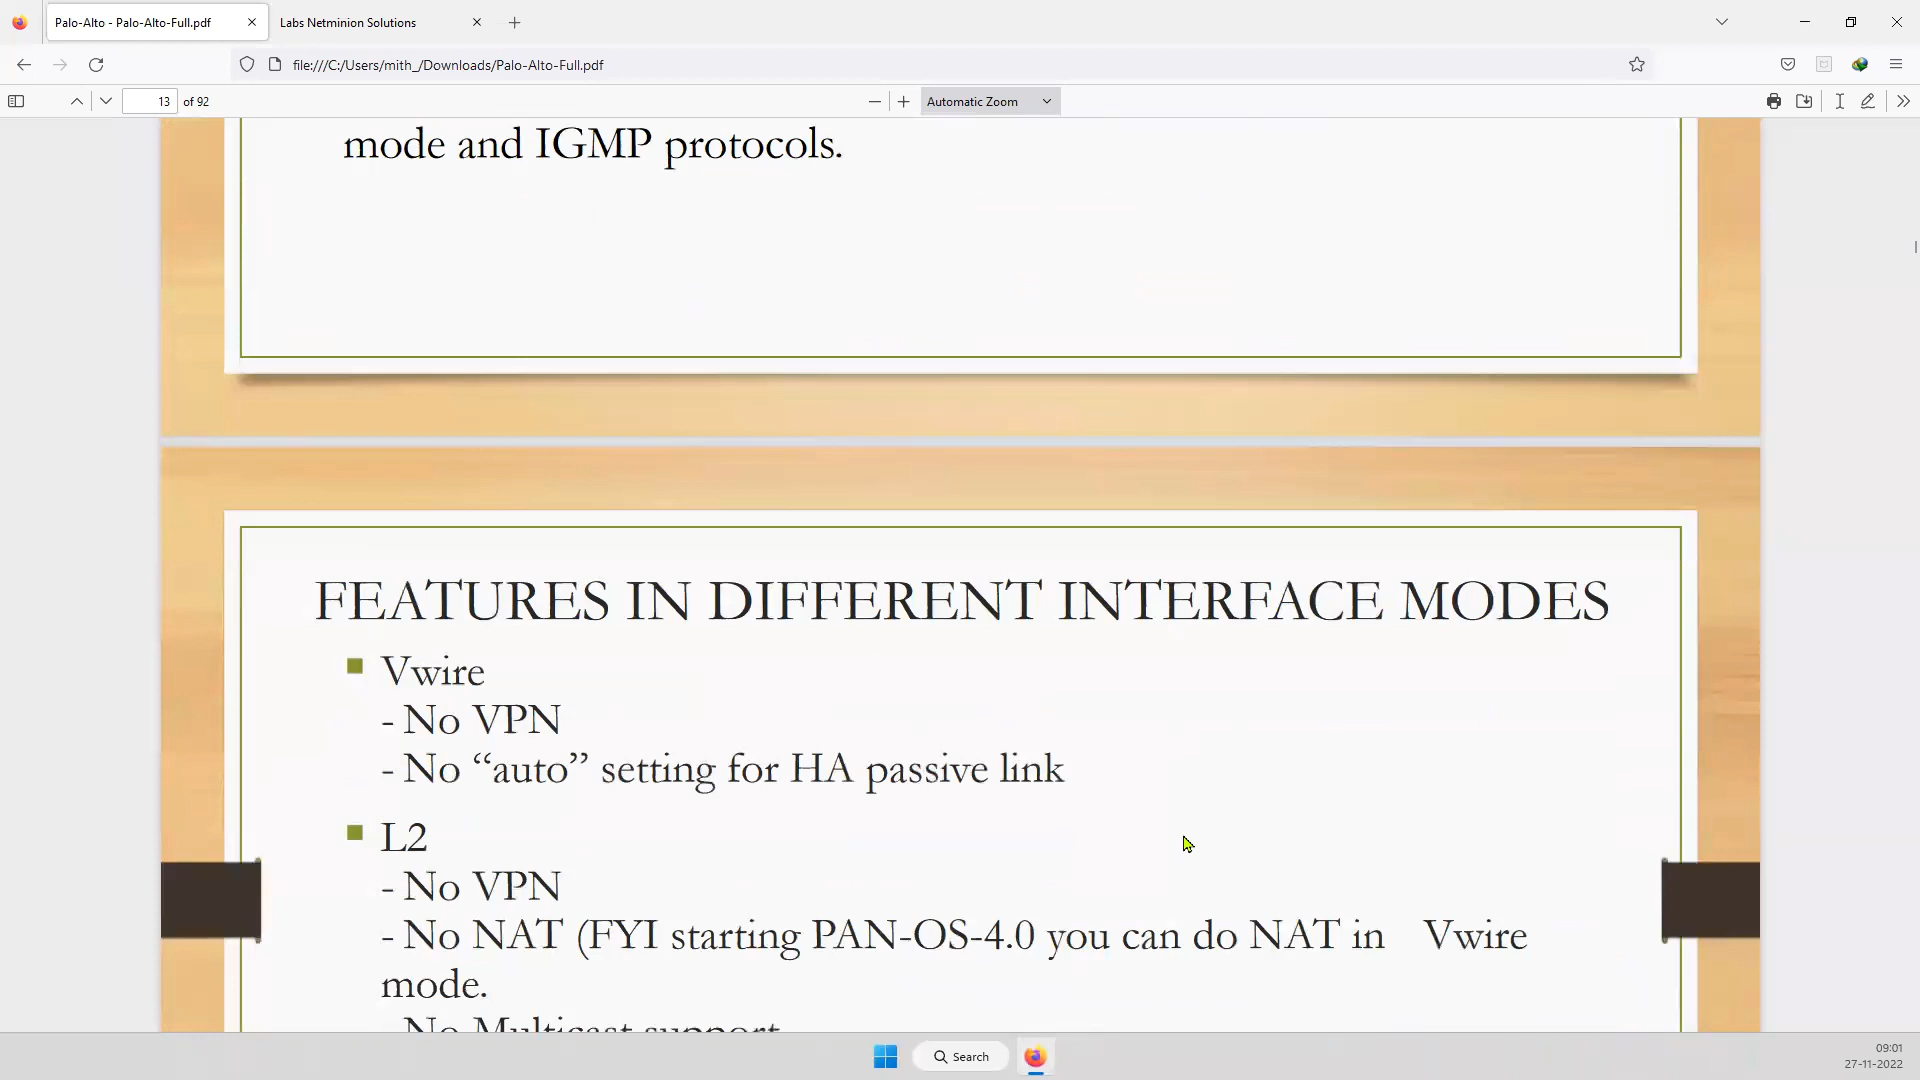 Palo-Alto - Palo-Alto-Full.pdf
Labs Netminion Solutions
file:///C:/Users/mith_/Downloads/Palo-Alto-Full.pdf
13 of 92
Automatic Zoom
mode and IGMP protocols.
FEATURES IN DIFFERENT INTERFACE MODES
Vwire
- No VPN
- No “auto” setting for HA passive link
L2
- No VPN
- No NAT (FYI starting PAN-OS-4.0 you can do NAT in Vwire
mode.
- No Multicast support
Search
09:01
27-11-2022